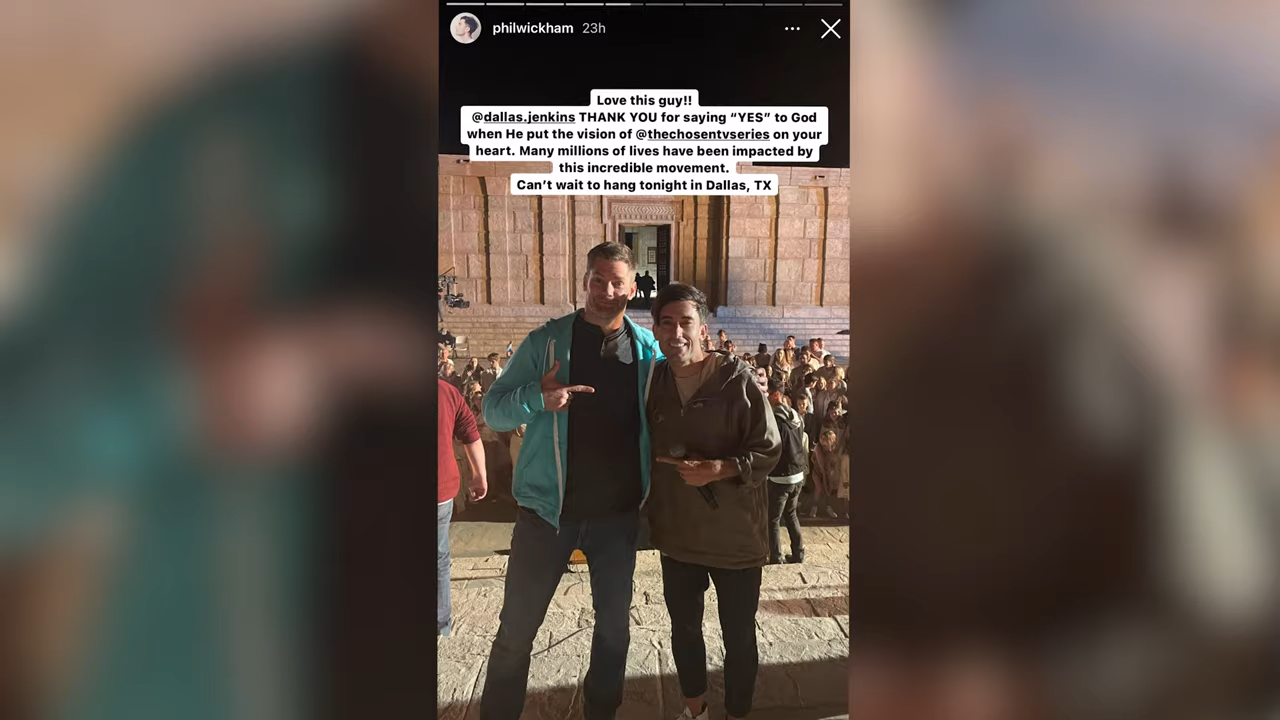 philwickham 23h
Love this guy!!
@dallas.jenkins THANK YOU for saying “YES” to God
when He put the vision of @thechosentvseries on your
heart. Many millions of lives have been impacted by
this incredible movement.
Can’t wait to hang tonight in Dallas, TX